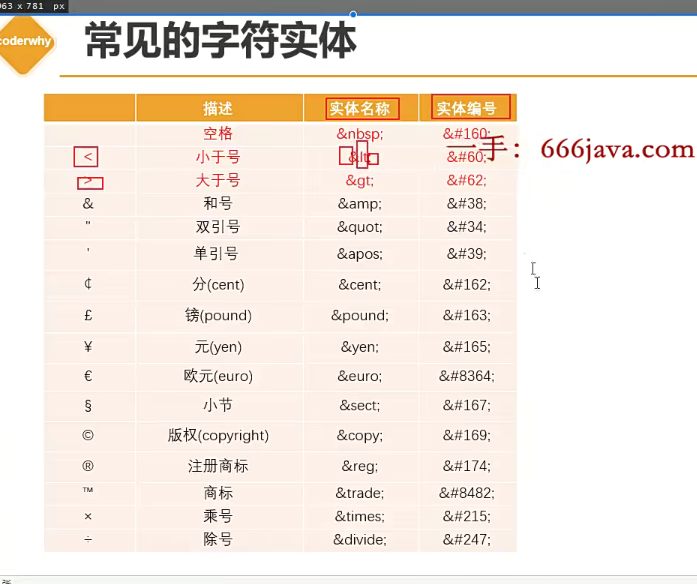 963 x 781 px
coderwhy
常见的字符实体
描述 实体名称 实体编号
空格 &nbsp; &#160;
< 小于号 &lt; &#60;
一手：666java.com
> 大于号 &gt; &#62;
& 和号 &amp; &#38;
" 双引号 &quot; &#34;
' 单引号 &apos; &#39;
¢ 分(cent) &cent; &#162;
£ 镑(pound) &pound; &#163;
¥ 元(yen) &yen; &#165;
€ 欧元(euro) &euro; &#8364;
§ 小节 &sect; &#167;
© 版权(copyright) &copy; &#169;
® 注册商标 &reg; &#174;
™ 商标 &trade; &#8482;
× 乘号 &times; &#215;
÷ 除号 &divide; &#247;